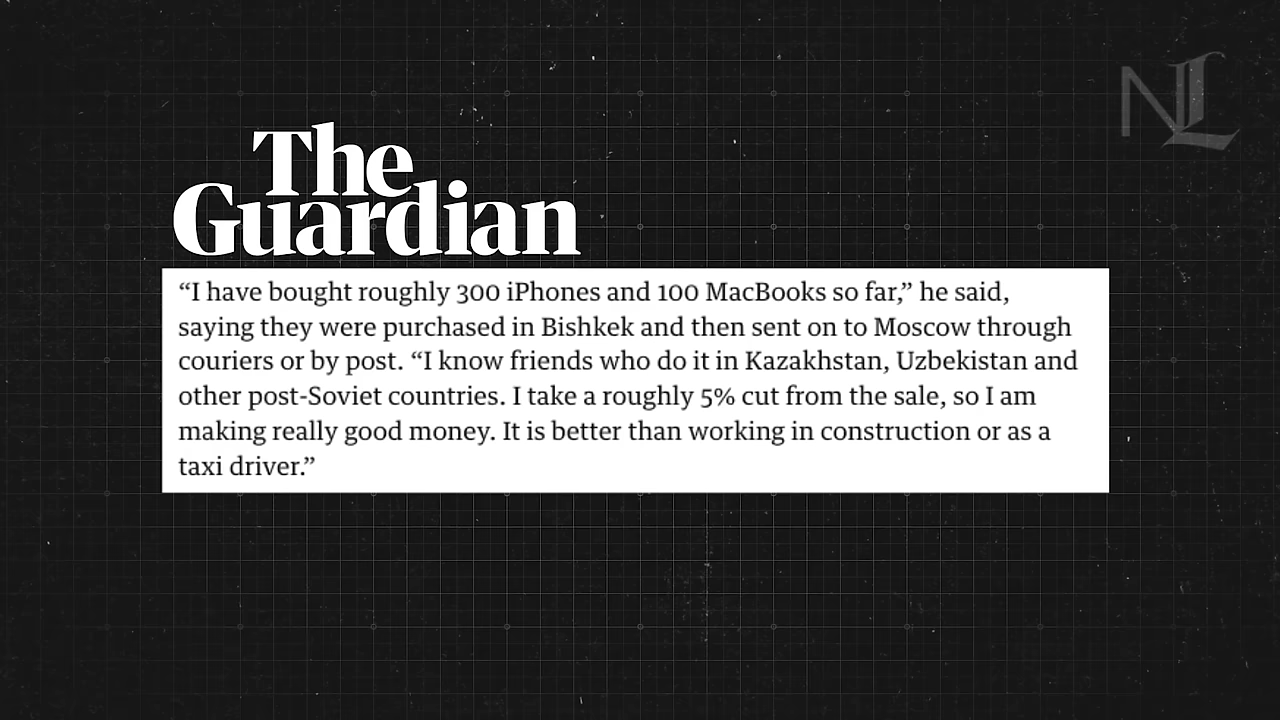 NL
The
Guardian
“I have bought roughly 300 iPhones and 100 MacBooks so far,” he said,
saying they were purchased in Bishkek and then sent on to Moscow through
couriers or by post. “I know friends who do it in Kazakhstan, Uzbekistan and
other post-Soviet countries. I take a roughly 5% cut from the sale, so I am
making really good money. It is better than working in construction or as a
taxi driver.”